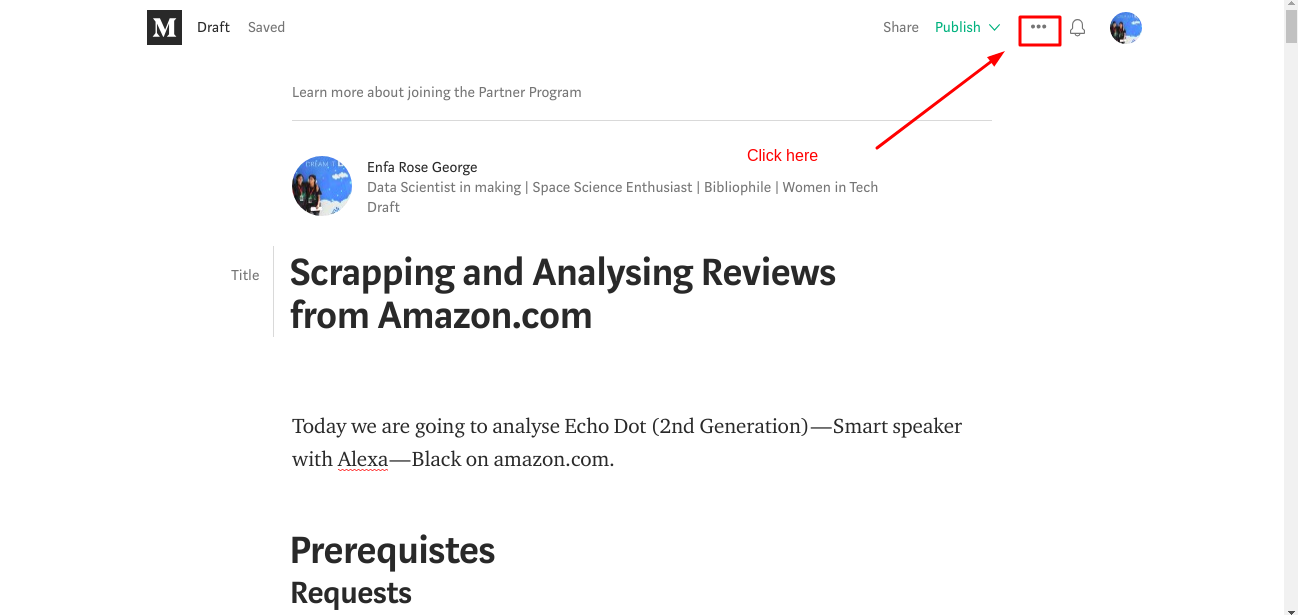 M Draft Saved Share Publish
Learn more about joining the Partner Program
Click here
Enfa Rose George
Data Scientist in making | Space Science Enthusiast | Bibliophile | Women in Tech
Draft
Title
Scrapping and Analysing Reviews
from Amazon.com
Today we are going to analyse Echo Dot (2nd Generation) — Smart speaker
with Alexa — Black on amazon.com.
Prerequistes
Requests